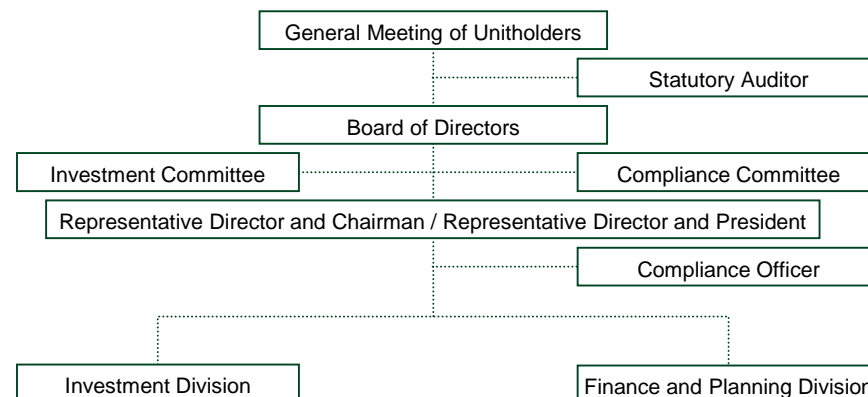 General Meeting of Unitholders
Statutory Auditor
Board of Directors
Investment Committee
Compliance Committee
Representative Director and Chairman / Representative Director and President
Compliance Officer
Investment Division
Finance and Planning Division